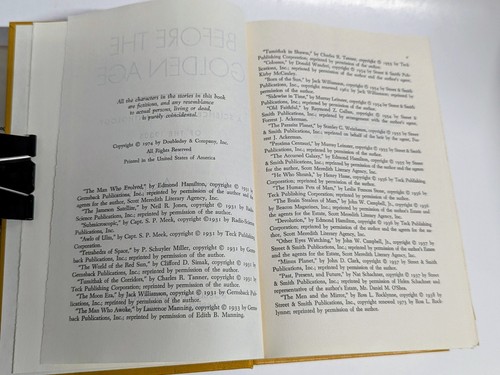 BEFORE THE
GOLDEN AGE
All the characters in the stories in this book
are fictitious, and any resemblance
to actual persons, living or dead,
is purely coincidental.
Copyright © 1974 by Doubleday & Company, Inc.
All Rights Reserved
Printed in the United States of America
"The Man Who Evolved," by Edmond Hamilton, copyright © 1931 by
Gernsback Publications, Inc.; reprinted by permission of the author and the
agents for the author, Scott Meredith Literary Agency, Inc.
"The Jameson Satellite," by Neil R. Jones, copyright © 1931 by
Science Publications, Inc.; reprinted by permission of the author.
"Submicroscopic," by Capt. S. P. Meek, copyright © 1931 by Radio-Science
Publications, Inc.
"Awlo of Ulm," by Capt. S. P. Meek, copyright © 1931 by Teck Publishing
Corporation.
"Tetrahedra of Space," by P. Schuyler Miller, copyright © 1931 by Gernsback
Publications, Inc.; reprinted by permission of the author.
"The World of the Red Sun," by Clifford D. Simak, copyright © 1931 by Gernsback
Publications, Inc.; reprinted by permission of the author.
"Tumithak of the Corridors," by Charles R. Tanner, copyright © 1931 by
Teck Publishing Corporation; reprinted by permission of the author.
"The Moon Era," by Jack Williamson, copyright © 1931 by Gernsback Publications,
Inc.; reprinted by permission of the author.
"The Man Who Awoke," by Laurence Manning, copyright © 1933 by Gernsback
Publications, Inc.; reprinted by permission of Edith B. Manning.
"Tumithak in Shawm," by Charles R. Tanner, copyright © 1933 by Teck
Publishing Corporation; reprinted by permission of the author.
"Colossus," by Donald Wandrei, copyright © 1934 by Street & Smith
Publications, Inc.; reprinted by permission of the author and the author's agent,
Kirby McCauley.
"Born of the Sun," by Jack Williamson, copyright © 1934 by Street & Smith
Publications, Inc., copyright renewed 1962 by Jack Williamson; reprinted by
permission of the author.
"Sidewise in Time," by Murray Leinster, copyright © 1934 by Street & Smith
Publications, Inc.; reprinted by permission of the author.
"Old Faithful," by Raymond Z. Gallun, copyright © 1934 by Street &
Smith Publications, Inc.; reprinted by arrangement with the author's agent,
Forrest J. Ackerman.
"The Parasite Planet," by Stanley G. Weinbaum, copyright © 1935 by Street
& Smith Publications, Inc.; reprinted on behalf of the author by his agent,
Forrest J. Ackerman.
"Proxima Centauri," by Murray Leinster, copyright © 1935 by Street & Smith
Publications, Inc.; reprinted by permission of the author.
"The Accursed Galaxy," by Edmond Hamilton, copyright © 1935 by Street &
Smith Publications, Inc.; reprinted by permission of the author and the agents for
the author, Scott Meredith Literary Agency, Inc.
"He Who Shrank," by Henry Hasse, copyright © 1936 by Teck Publishing
Corporation; reprinted by permission of the author.
"The Human Pets of Mars," by Leslie Frances Stone, copyright © 1936 by
Teck Publishing Corporation; reprinted by permission of the author.
"The Brain Stealers of Mars," by John W. Campbell, Jr., copyright © 1936
by Beacon Magazines, Inc.; reprinted by permission of the author's Estate and
the agents for the Estate, Scott Meredith Literary Agency, Inc.
"Devolution," by Edmond Hamilton, copyright © 1936 by Teck Publishing
Corporation; reprinted by permission of the author and the agents for the
author, Scott Meredith Literary Agency, Inc.
"Other Eyes Watching," by John W. Campbell, Jr., copyright © 1937 by
Street & Smith Publications, Inc.; reprinted by permission of the author's Estate
and the agents for the Estate, Scott Meredith Literary Agency, Inc.
"Minus Planet," by John D. Clark, copyright © 1937 by Street & Smith
Publications, Inc.; reprinted by permission of the author.
"Past, Present, and Future," by Nat Schachner, copyright © 1937 by Street
& Smith Publications, Inc.; reprinted by permission of Helen Schachner and
representative of the author's Estate, Mr. Daniel M. O'Shea.
"The Men and the Mirror," by Ross L. Rocklynne, copyright © 1938 by
Street & Smith Publications, Inc., copyright renewed 1973 by Ross L. Rocklynne;
reprinted by permission of the author.